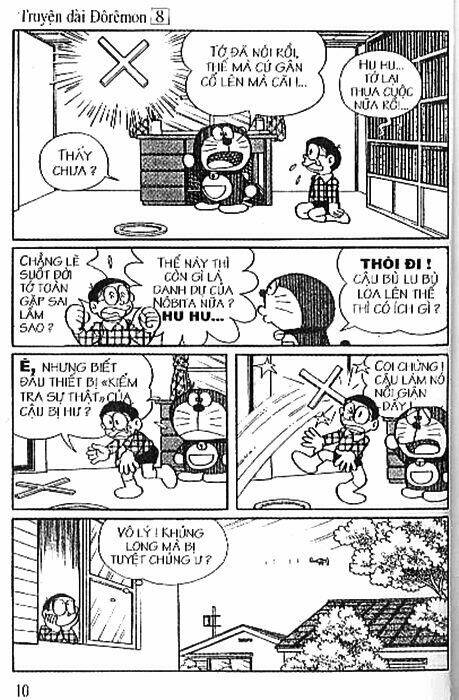 Truyện dài Đôrêmon 8
TỚ ĐÃ NÓI RỒI,
THẾ MÀ CỨ GÂN
CỔ LÊN MÀ CÃI!...
HU HU...
TỚ LẠI
THUA CUỘC
NỮA RỒI...
THẤY
CHƯA ?
CHẲNG LẼ
SUỐT ĐỜI
TỚ TOÀN
GẶP SAI
LẦM
SAO ?
THẾ NÀY THÌ
CÒN GÌ LÀ
DANH DỰ CỦA
NÔBITA NỮA ?
HU HU...
THÔI ĐI !
CẬU BÙ LU BÙ
LOA LÊN THẾ
THÌ CÓ ÍCH GÌ ?
Ê, NHƯNG BIẾT
ĐÂU THIẾT BỊ «KIỂM
TRA SỰ THẬT» CỦA
CẬU BỊ HƯ ?
COI CHỪNG !
CẬU LÀM NÓ
NỔI GIẬN
ĐẤY !
VÔ LÝ ! KHỦNG
LONG MÀ BỊ
TUYỆT CHỦNG Ư ?
10